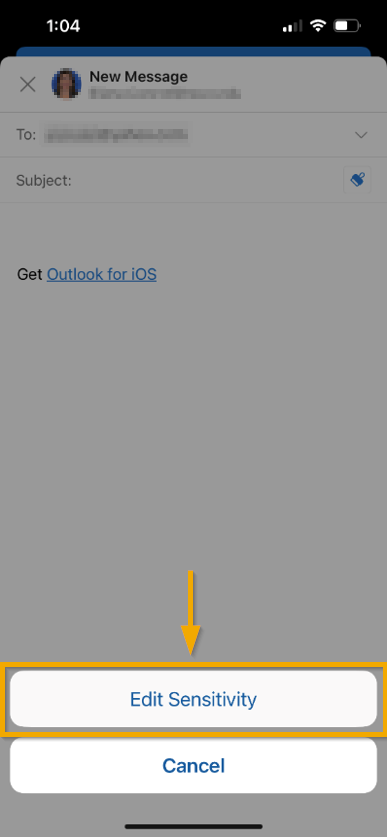 1:04
New Message
To:
Subject:
Get Outlook for iOS
Edit Sensitivity
Cancel